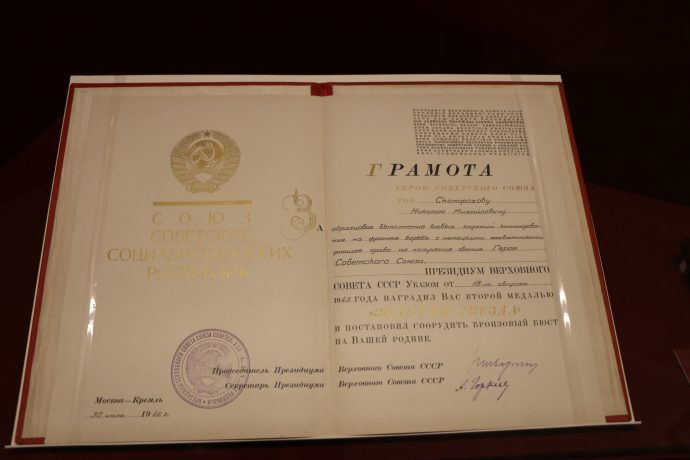 СОЮЗ
СОВЕТСКИХ
СОЦИАЛИСТИЧЕСКИХ
РЕСПУБЛИК
ГРАМОТА
ГЕРОЮ СОВЕТСКОГО СОЮЗА
ТОВ. Скоморохову
Николаю Михайловичу
ЗА образцовое выполнение боевых заданий командова-
ния на фронте борьбы с немецкими захватчиками,
дающее право на получение звания Героя
Советского Союза,
ПРЕЗИДИУМ ВЕРХОВНОГО
СОВЕТА СССР УКАЗОМ ОТ 18-го августа
1945 ГОДА НАГРАДИЛ ВАС ВТОРОЙ МЕДАЛЬЮ
«ЗОЛОТАЯ ЗВЕЗДА»
И ПОСТАНОВИЛ СООРУДИТЬ БРОНЗОВЫЙ БЮСТ
НА ВАШЕЙ РОДИНЕ.
Председатель Президиума Верховного Совета СССР
Секретарь Президиума Верховного Совета СССР
А. Горкин
Москва—Кремль
1966 г.